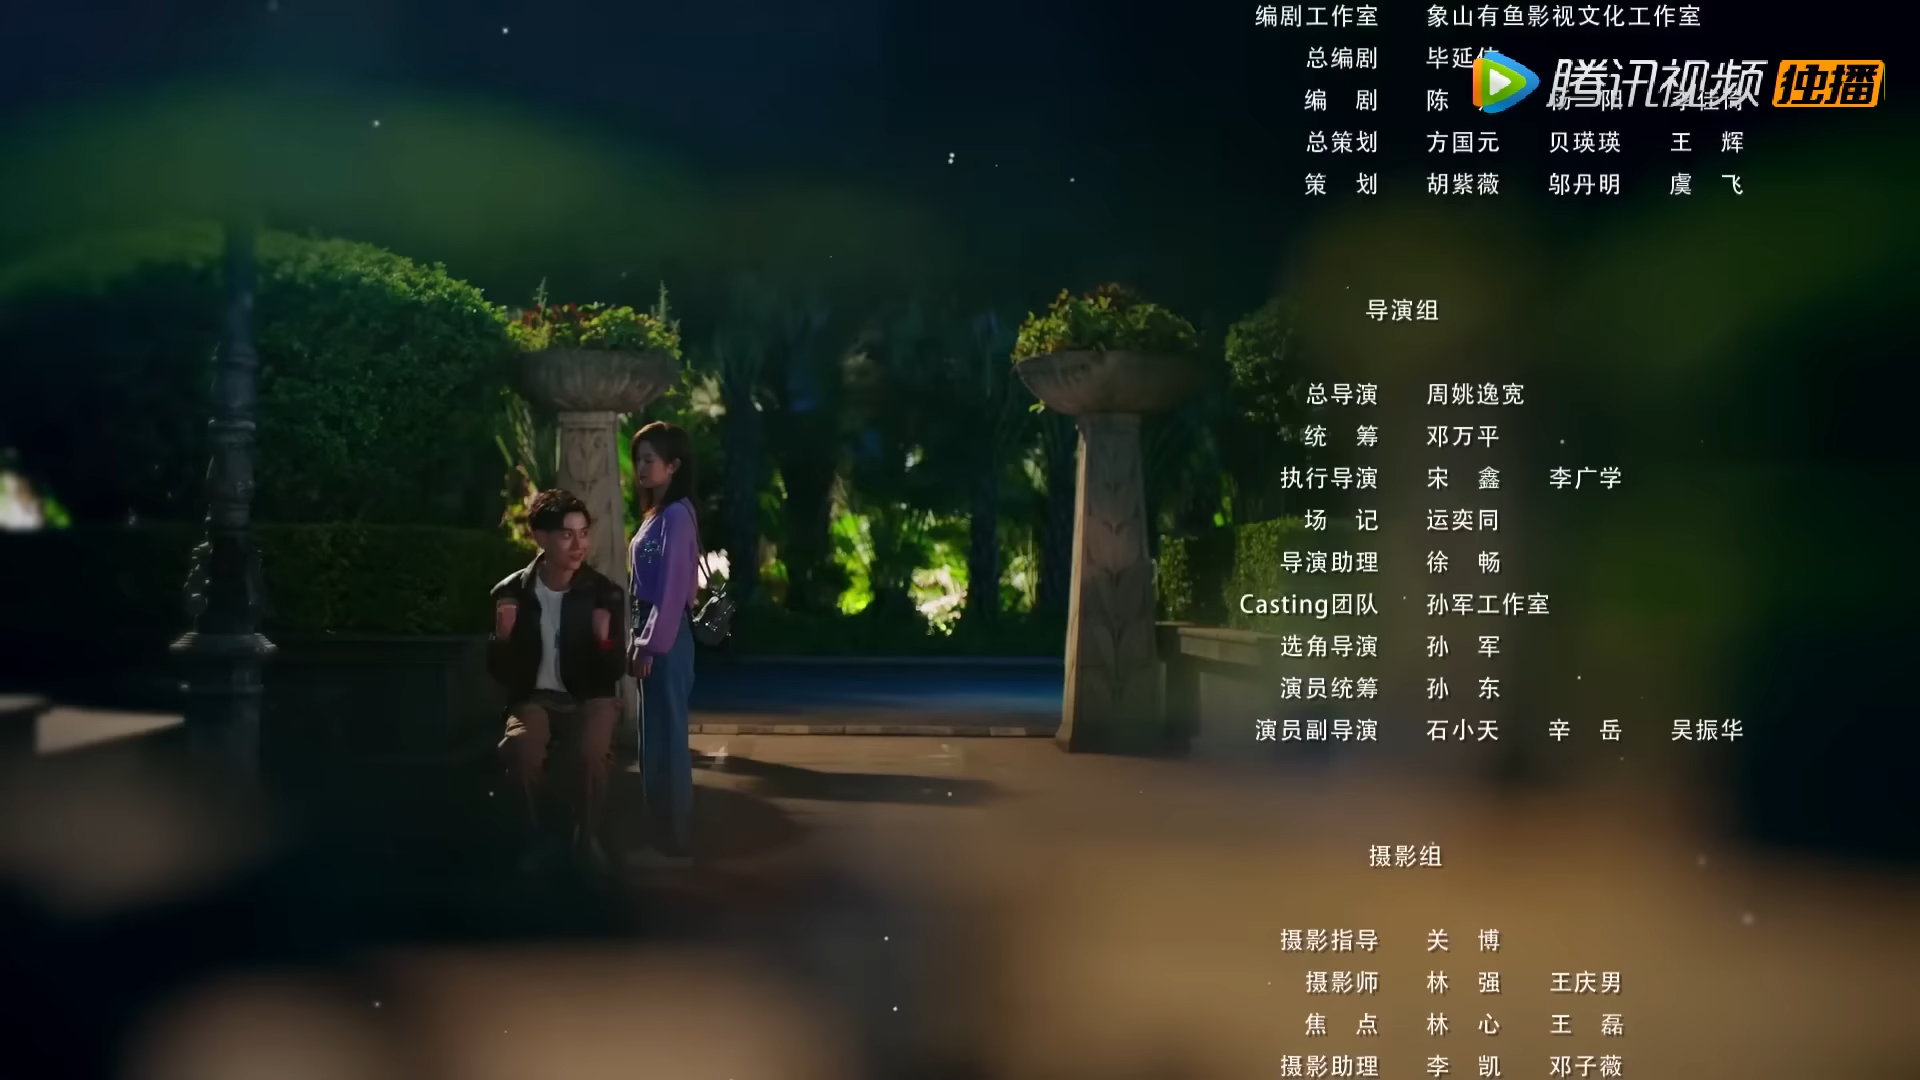 编剧工作室 象山有鱼影视文化工作室
总编剧 毕延
编 剧 陈
腾讯视频 独播
总策划 方国元 贝瑛瑛 王 辉
策 划 胡紫薇 邬丹明 虞 飞
导演组
总导演 周姚逸宽
统 筹 邓万平
执行导演 宋 鑫 李广学
场 记 运奕同
导演助理 徐 畅
Casting团队 孙军工作室
选角导演 孙 军
演员统筹 孙 东
演员副导演 石小天 辛 岳 吴振华
摄影组
摄影指导 关 博
摄影师 林 强 王庆男
焦 点 林 心 王 磊
摄影助理 李 凯 邓子薇